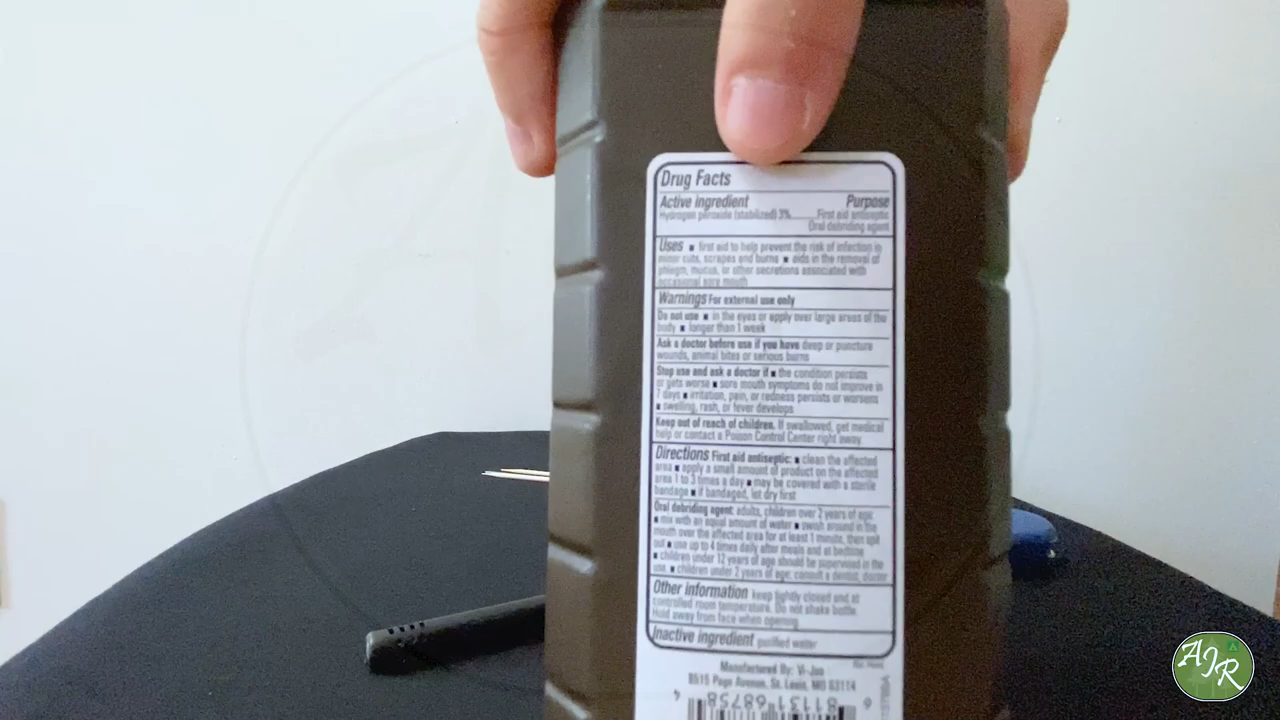 Drug Facts
Active ingredient Purpose
Hydrogen peroxide (stabilized) 3% First aid antiseptic
Oral debriding agent
Uses ■ first aid to help prevent the risk of infection in
minor cuts, scrapes and burns ■ aids in the removal of
phlegm, mucus, or other secretions associated with
occasional sore mouth
Warnings For external use only
Do not use ■ in the eyes or apply over large areas of the
body ■ longer than 1 week
Ask a doctor before use if you have deep or puncture
wounds, animal bites or serious burns
Stop use and ask a doctor if ■ the condition persists
or gets worse ■ sore mouth symptoms do not improve in
7 days ■ irritation, pain, or redness persists or worsens
■ swelling, rash, or fever develops
Keep out of reach of children. If swallowed, get medical
help or contact a Poison Control Center right away
Directions First aid antiseptic: ■ clean the affected
area ■ apply a small amount of product on the affected
area 1 to 3 times a day ■ may be covered with a sterile
bandage ■ if bandaged, let dry first
Oral debriding agent: adults, children over 2 years of age:
■ mix with an equal amount of water ■ swish around in the
mouth over the affected area for at least 1 minute, then spit
out ■ use up to 4 times daily after meals and at bedtime
■ children under 12 years of age should be supervised in the
use ■ children under 2 years of age: consult a dentist, doctor
Other information keep tightly closed and at
controlled room temperature. Do not shake bottle.
Hold away from face when opening.
Inactive ingredient purified water
Manufactured By: Vi-Jon
8515 Page Avenue, St. Louis, MO 63114
6 81131 68758 4
AJR